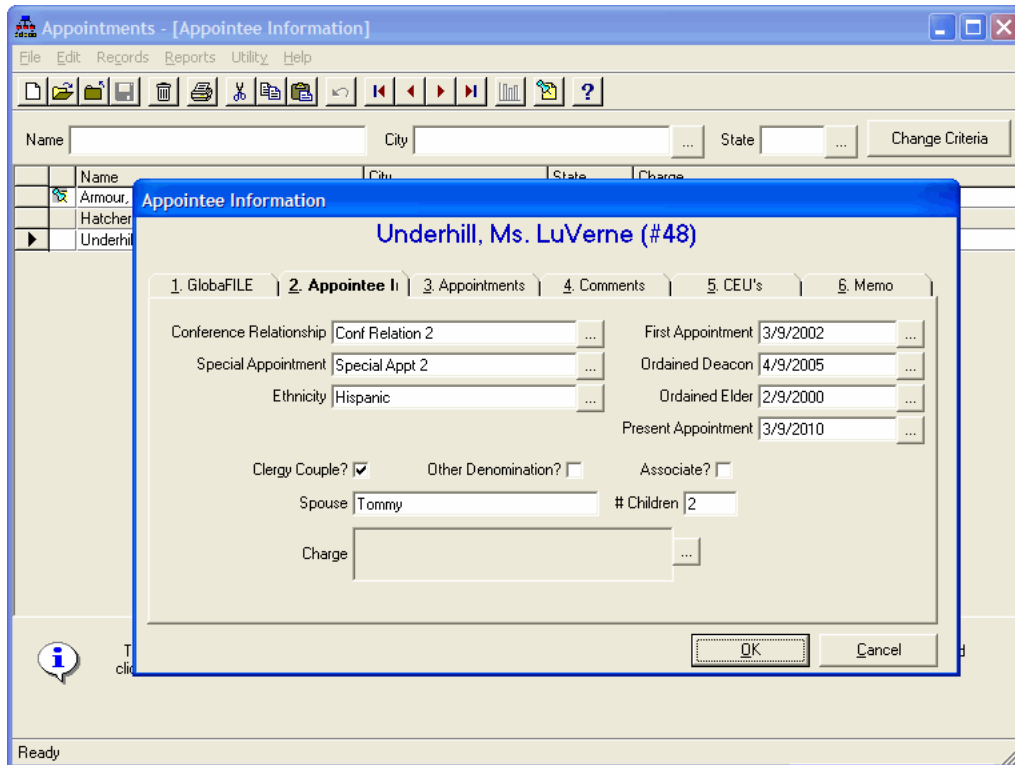 Appointments - [Appointee Information]
File Edit Records Reports Utility Help
?
Name City ... State ... Change Criteria
Name City State Charge
Armour,
Hatcher
Underhil
Appointee Information
Underhill, Ms. LuVerne (#48)
1. GlobaFILE 2. Appointee I 3. Appointments 4. Comments 5. CEU's 6. Memo
Conference Relationship Conf Relation 2 ... First Appointment 3/9/2002 ...
Special Appointment Special Appt 2 ... Ordained Deacon 4/9/2005 ...
Ethnicity Hispanic ... Ordained Elder 2/9/2000 ...
Present Appointment 3/9/2010 ...
Clergy Couple? Other Denomination? Associate?
Spouse Tommy # Children 2
Charge ...
OK Cancel
T
clic
Ready